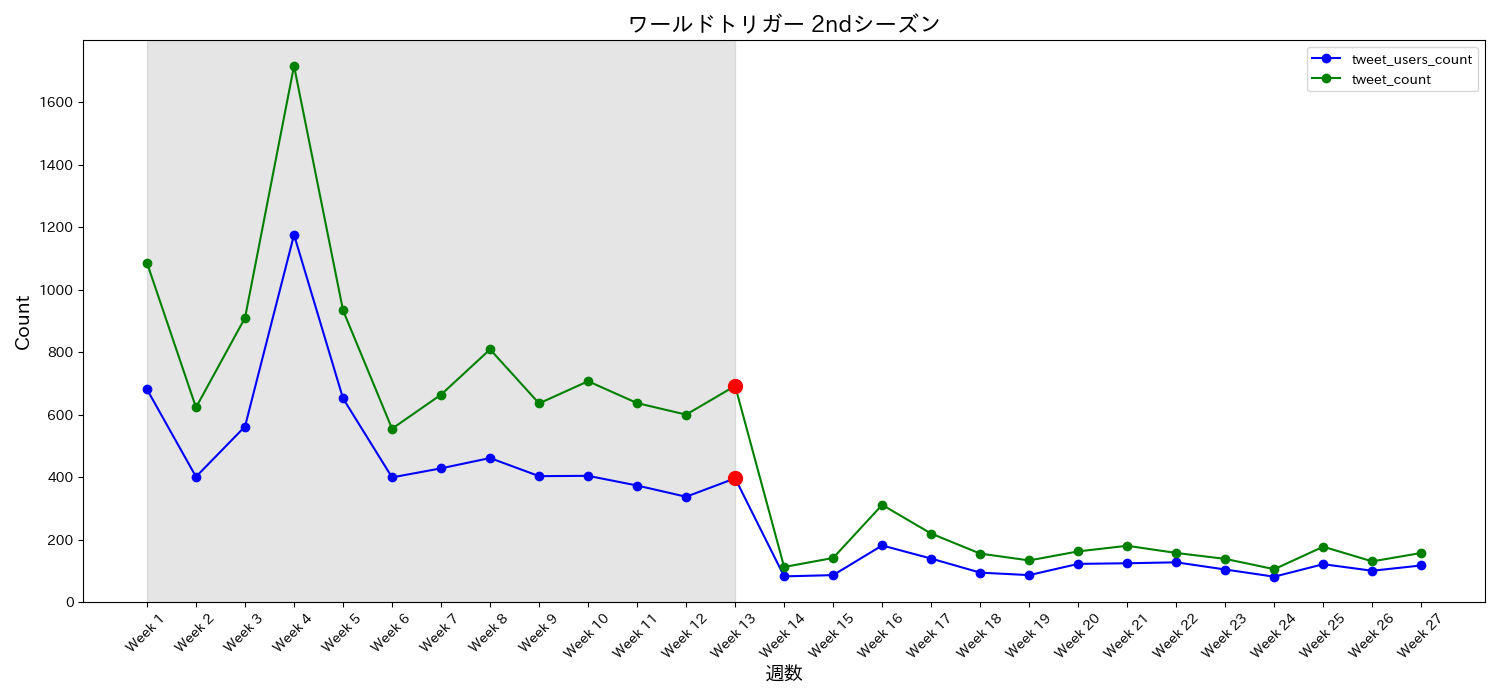 ワールドトリガー 2ndシーズン
tweet_users_count
tweet_count
Count
1600
1400
1200
1000
800
600
400
200
0
Week 1
Week 2
Week 3
Week 4
Week 5
Week 6
Week 7
Week 8
Week 9
Week 10
Week 11
Week 12
Week 13
Week 14
Week 15
Week 16
Week 17
Week 18
Week 19
Week 20
Week 21
Week 22
Week 23
Week 24
Week 25
Week 26
Week 27
週数